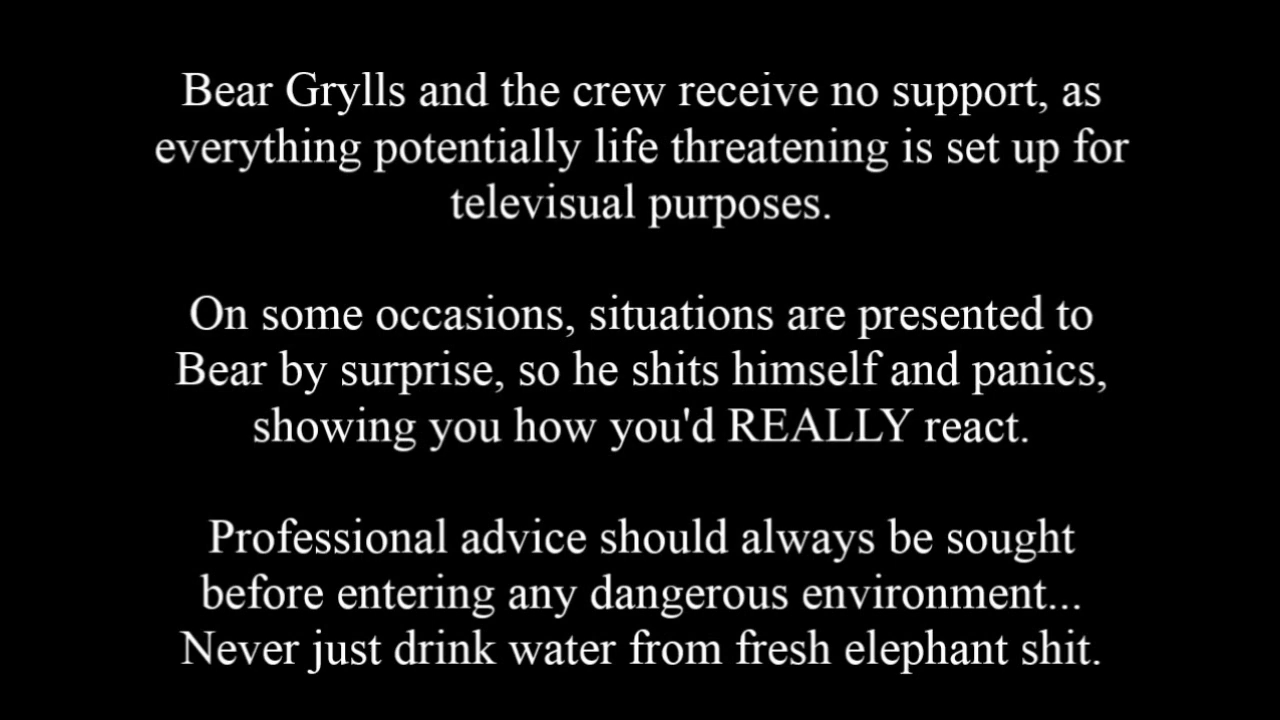 Bear Grylls and the crew receive no support, as
everything potentially life threatening is set up for
televisual purposes.
On some occasions, situations are presented to
Bear by surprise, so he shits himself and panics,
showing you how you'd REALLY react.
Professional advice should always be sought
before entering any dangerous environment...
Never just drink water from fresh elephant shit.